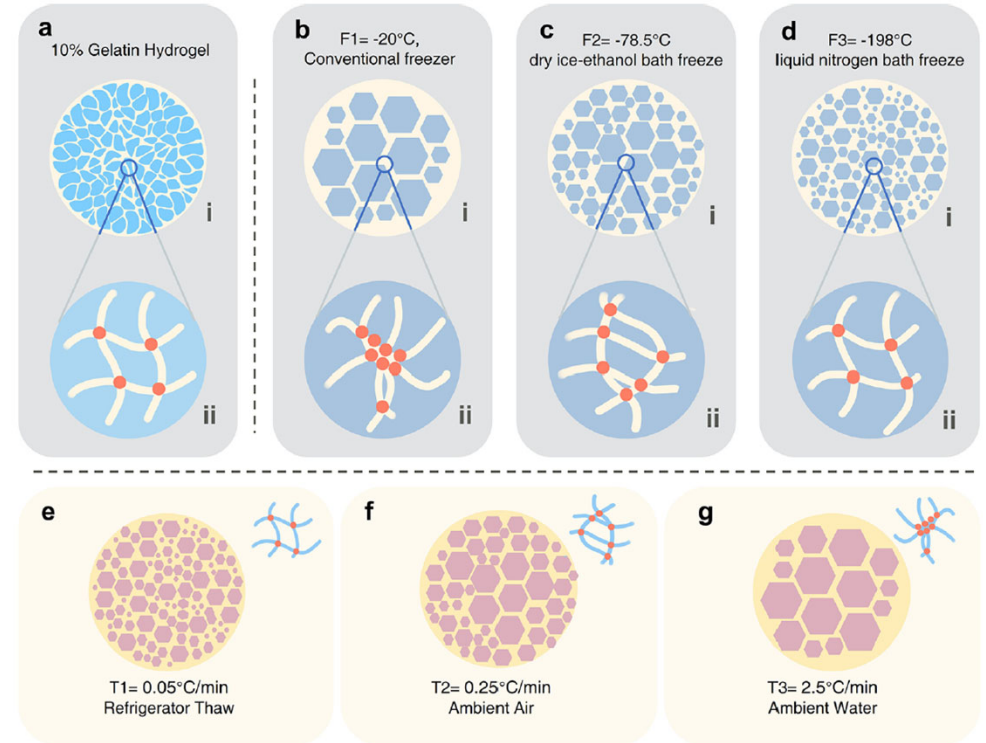 a
10% Gelatin Hydrogel
i
ii
b
F1= -20°C,
Conventional freezer
i
ii
c
F2= -78.5°C
dry ice-ethanol bath freeze
i
ii
d
F3= -198°C
liquid nitrogen bath freeze
i
ii
e
T1= 0.05°C/min
Refrigerator Thaw
f
T2= 0.25°C/min
Ambient Air
g
T3= 2.5°C/min
Ambient Water